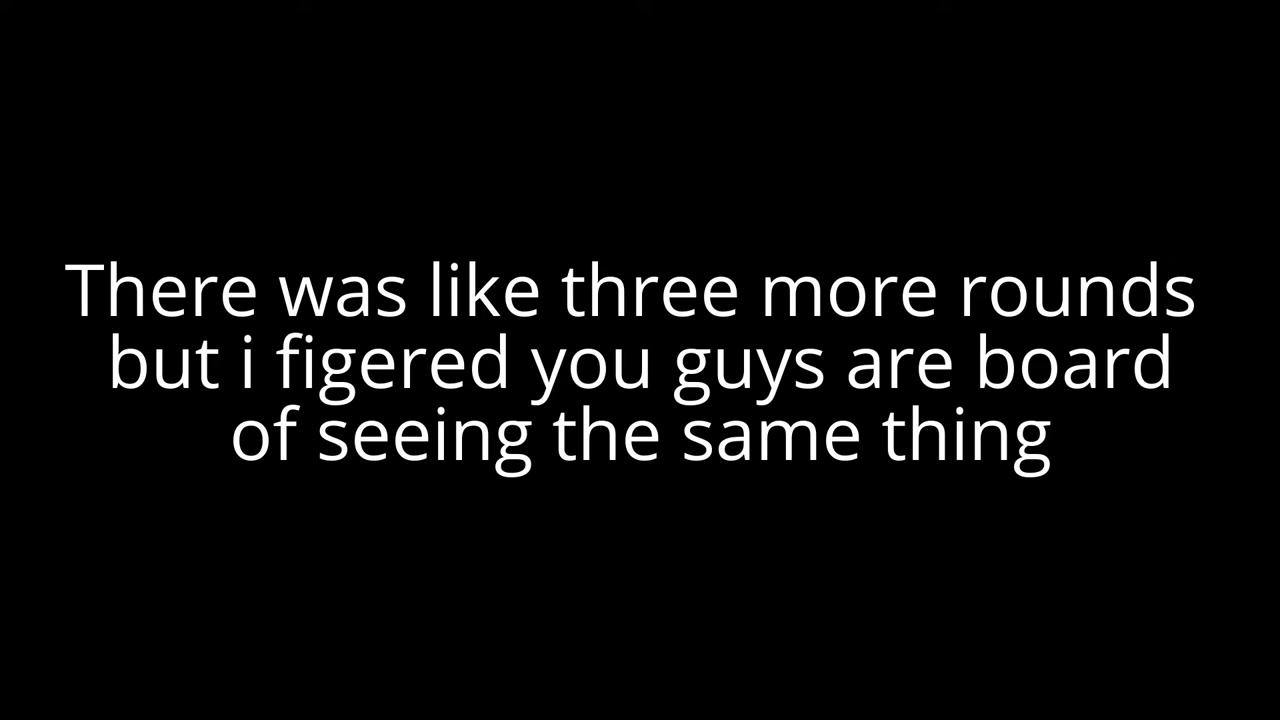 There was like three more rounds
but i figered you guys are board
of seeing the same thing